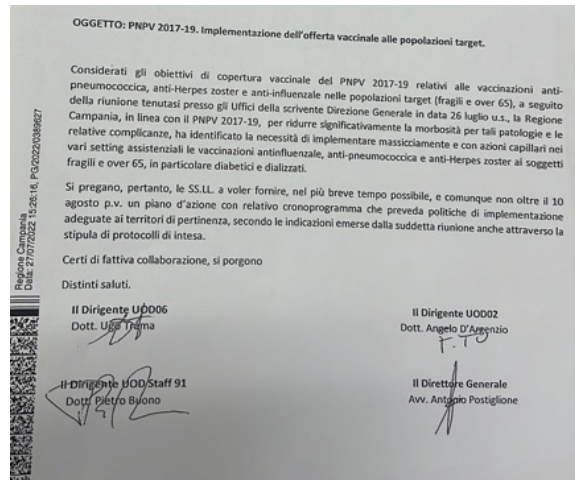 OGGETTO: PNPV 2017-19. Implementazione dell'offerta vaccinale alle popolazioni target.
Considerati gli obiettivi di copertura vaccinale del PNPV 2017-19 relativi alle vaccinazioni anti-
pneumococcica, anti-Herpes zoster e anti-influenzale nelle popolazioni target (fragili e over 65), a seguito
della riunione tenutasi presso gli Uffici della scrivente Direzione Generale in data 26 luglio u.s., la Regione
Campania, in linea con il PNPV 2017-19, per ridurre significativamente la morbosità per tali patologie e le
relative complicanze, ha identificato la necessità di implementare massicciamente e con azioni capillari nei
vari setting assistenziali le vaccinazioni antinfluenzale, anti-pneumococcica e anti-Herpes zoster ai soggetti
fragili e over 65, in particolare diabetici e dializzati.
Si pregano, pertanto, le SS.LL. a voler fornire, nel più breve tempo possibile, e comunque non oltre il 10
agosto p.v. un piano d'azione con relativo cronoprogramma che preveda politiche di implementazione
adeguate ai territori di pertinenza, secondo le indicazioni emerse dalla suddetta riunione anche attraverso la
stipula di protocolli di intesa.
Certi di fattiva collaborazione, si porgono
Distinti saluti.
Il Dirigente UOD06
Dott. Ugo Trama
Il Dirigente UOD02
Dott. Angelo D'Argenzio
F.TO
Il Dirigente UOD Staff 91
Dott. Pietro Buono
Il Direttore Generale
Avv. Antonio Postiglione
Regione Campania
Data: 27/07/2022 15:26:16, PG/2022/0389627